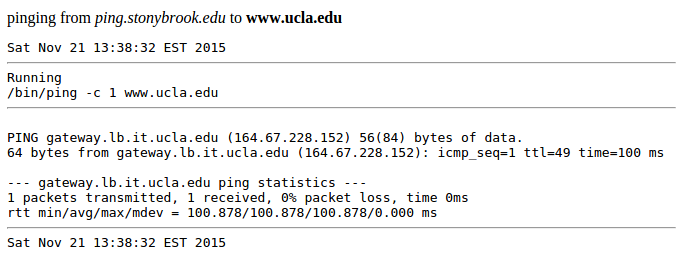 pinging from ping.stonybrook.edu to www.ucla.edu
Sat Nov 21 13:38:32 EST 2015
Running
/bin/ping -c 1 www.ucla.edu
PING gateway.lb.it.ucla.edu (164.67.228.152) 56(84) bytes of data.
64 bytes from gateway.lb.it.ucla.edu (164.67.228.152): icmp_seq=1 ttl=49 time=100 ms
--- gateway.lb.it.ucla.edu ping statistics ---
1 packets transmitted, 1 received, 0% packet loss, time 0ms
rtt min/avg/max/mdev = 100.878/100.878/100.878/0.000 ms
Sat Nov 21 13:38:32 EST 2015